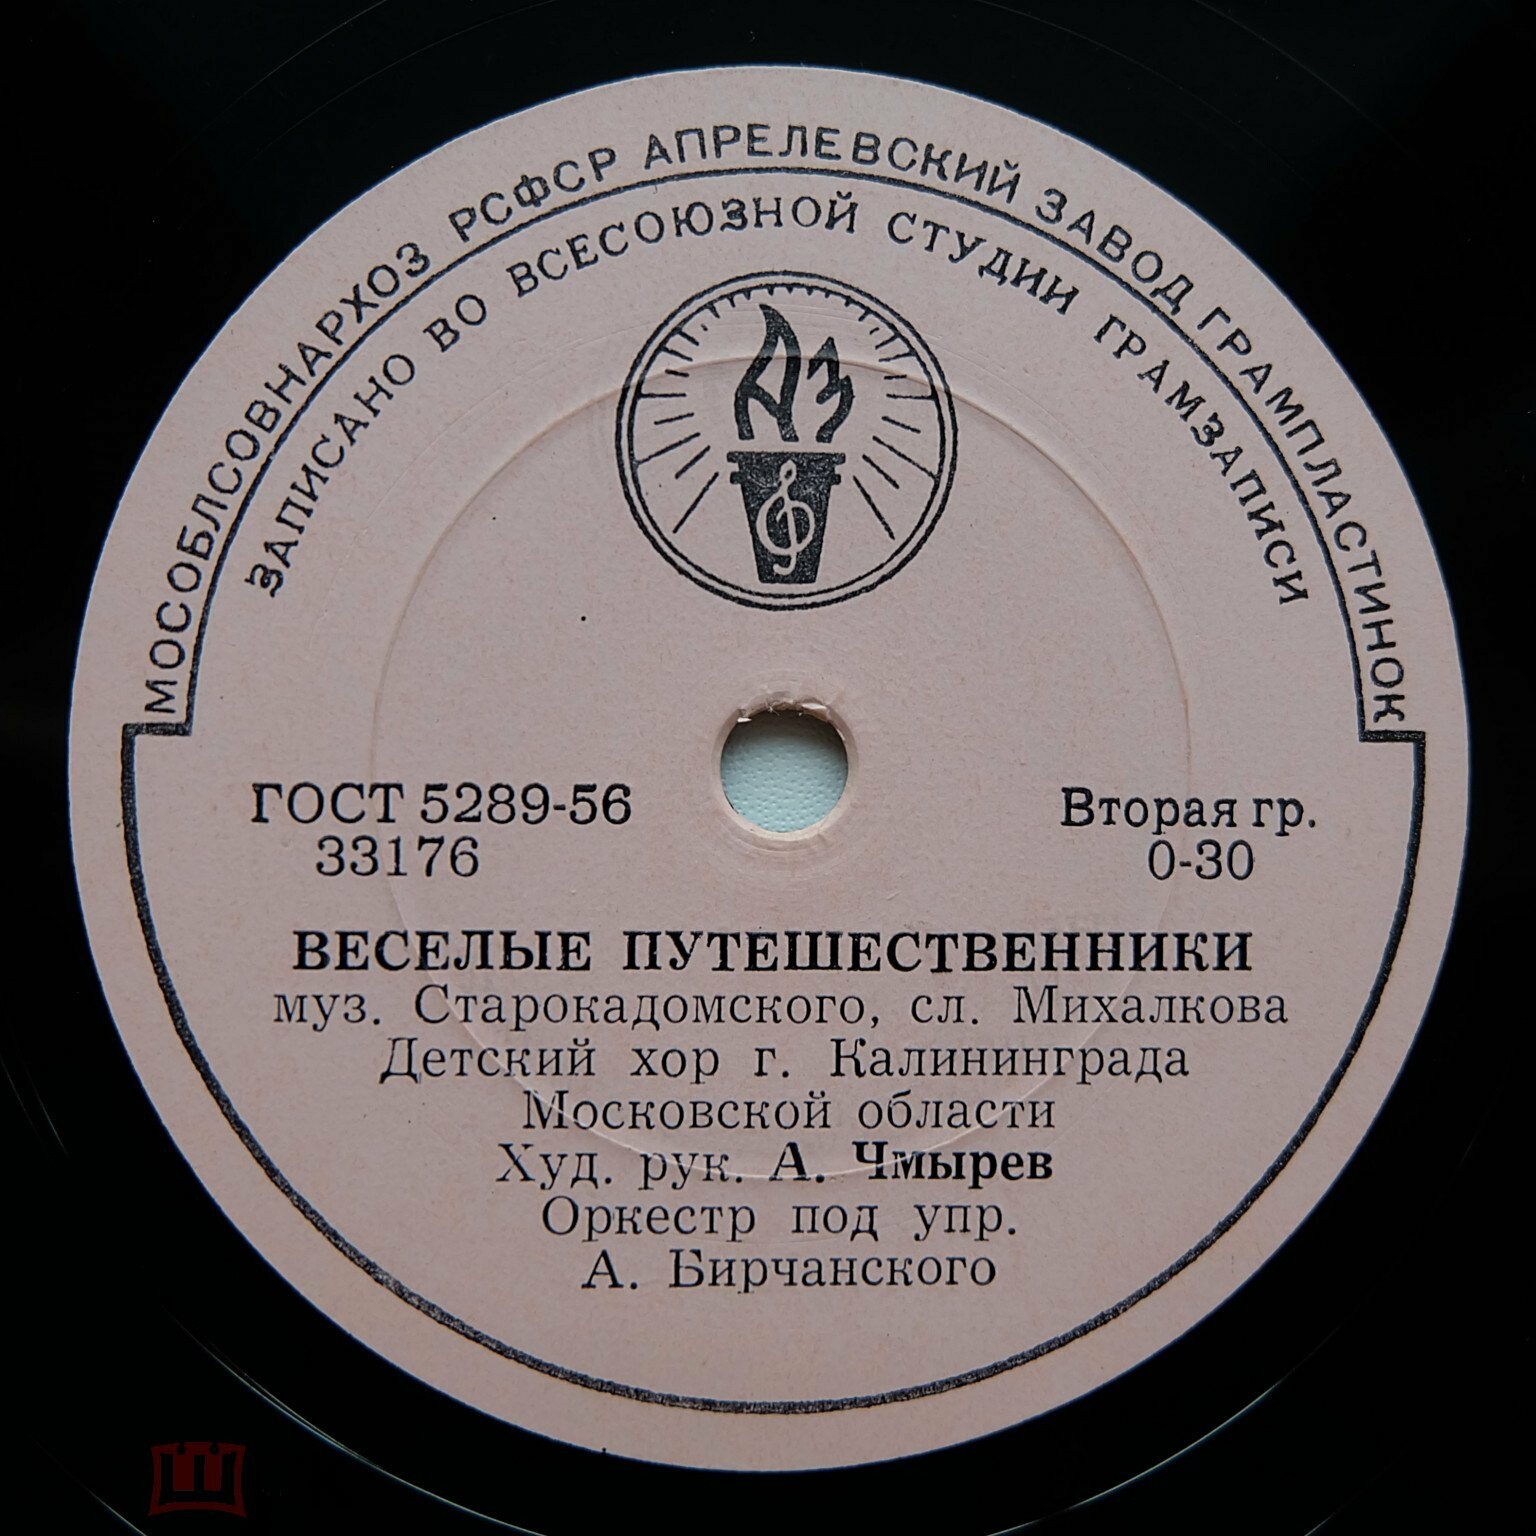 МОСОБЛСОВНАРХОЗ РСФСР АПРЕЛЕВСКИЙ ЗАВОД ГРАМПЛАСТИНОК
ЗАПИСАНО ВО ВСЕСОЮЗНОЙ СТУДИИ ГРАМЗАПИСИ
АЗ
ГОСТ 5289-56
33176
Вторая гр.
0-30
ВЕСЕЛЫЕ ПУТЕШЕСТВЕННИКИ
муз. Старокадомского, сл. Михалкова
Детский хор г. Калининграда
Московской области
Худ. рук. А. Чмырев
Оркестр под упр.
А. Бирчанского